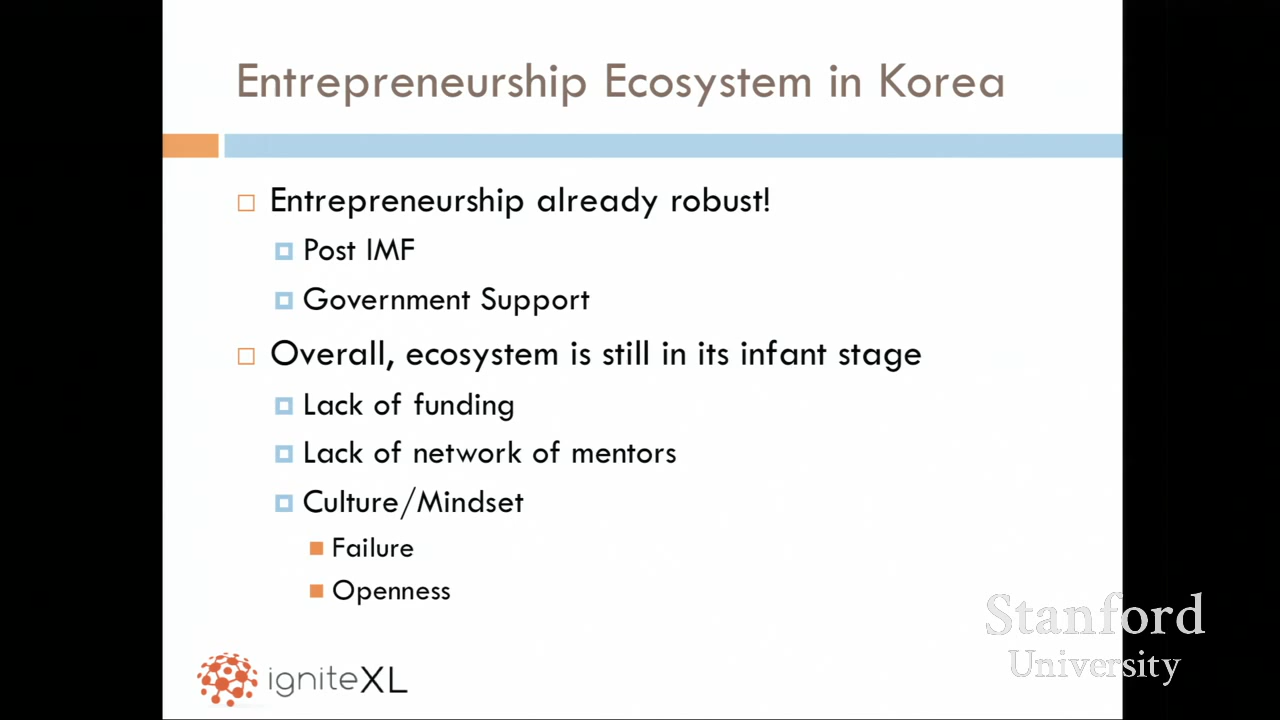 Entrepreneurship Ecosystem in Korea
Entrepreneurship already robust!
Post IMF
Government Support
Overall, ecosystem is still in its infant stage
Lack of funding
Lack of network of mentors
Culture/Mindset
Failure
Openness
igniteXL
Stanford
University